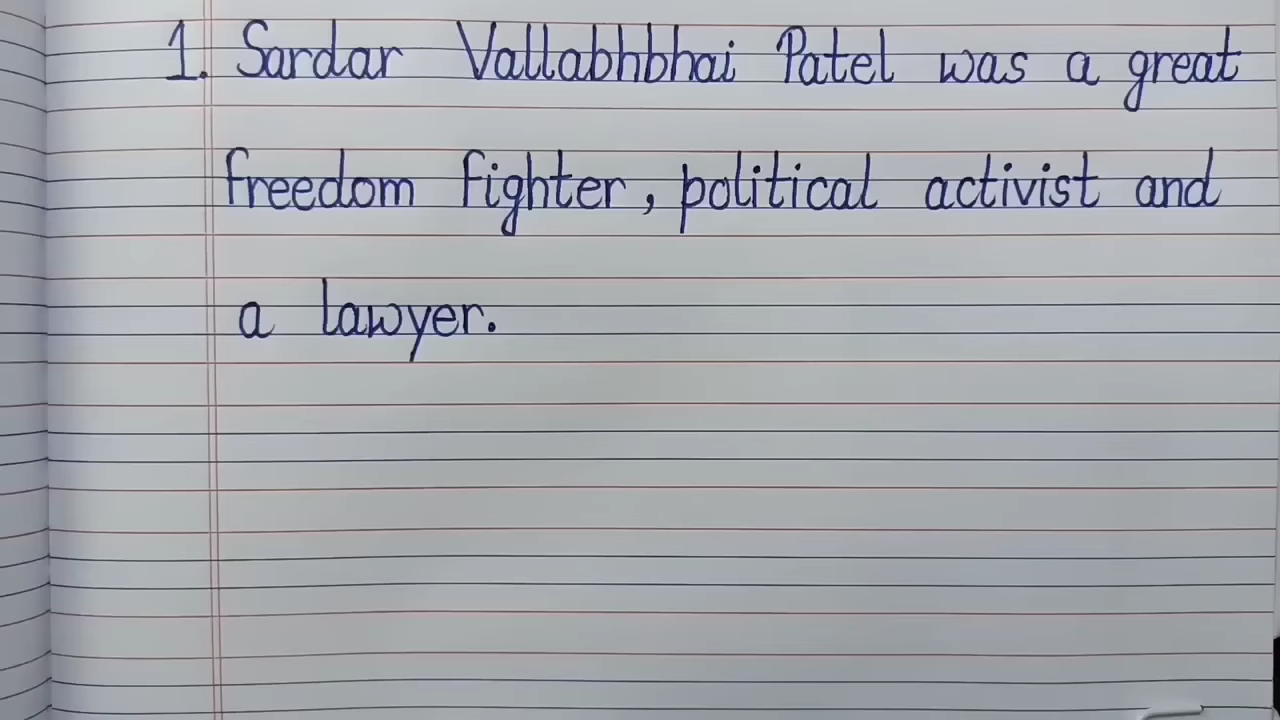 1. Sardar Vallabhbhai Patel was a great
freedom fighter, political activist and
a lawyer.